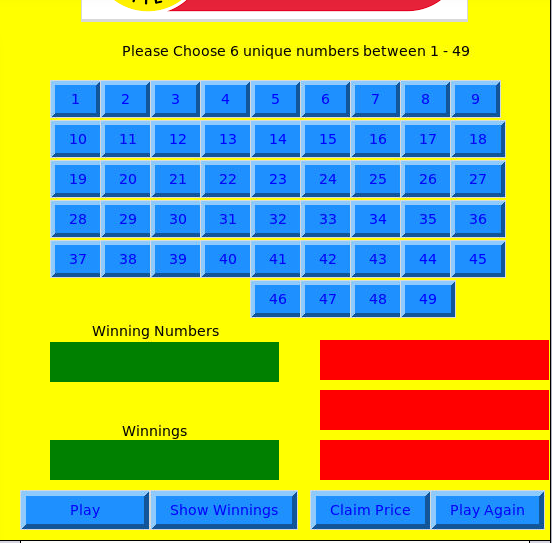 Please Choose 6 unique numbers between 1 - 49
1 2 3 4 5 6 7 8 9
10 11 12 13 14 15 16 17 18
19 20 21 22 23 24 25 26 27
28 29 30 31 32 33 34 35 36
37 38 39 40 41 42 43 44 45
46 47 48 49
Winning Numbers
Winnings
Play Show Winnings Claim Price Play Again